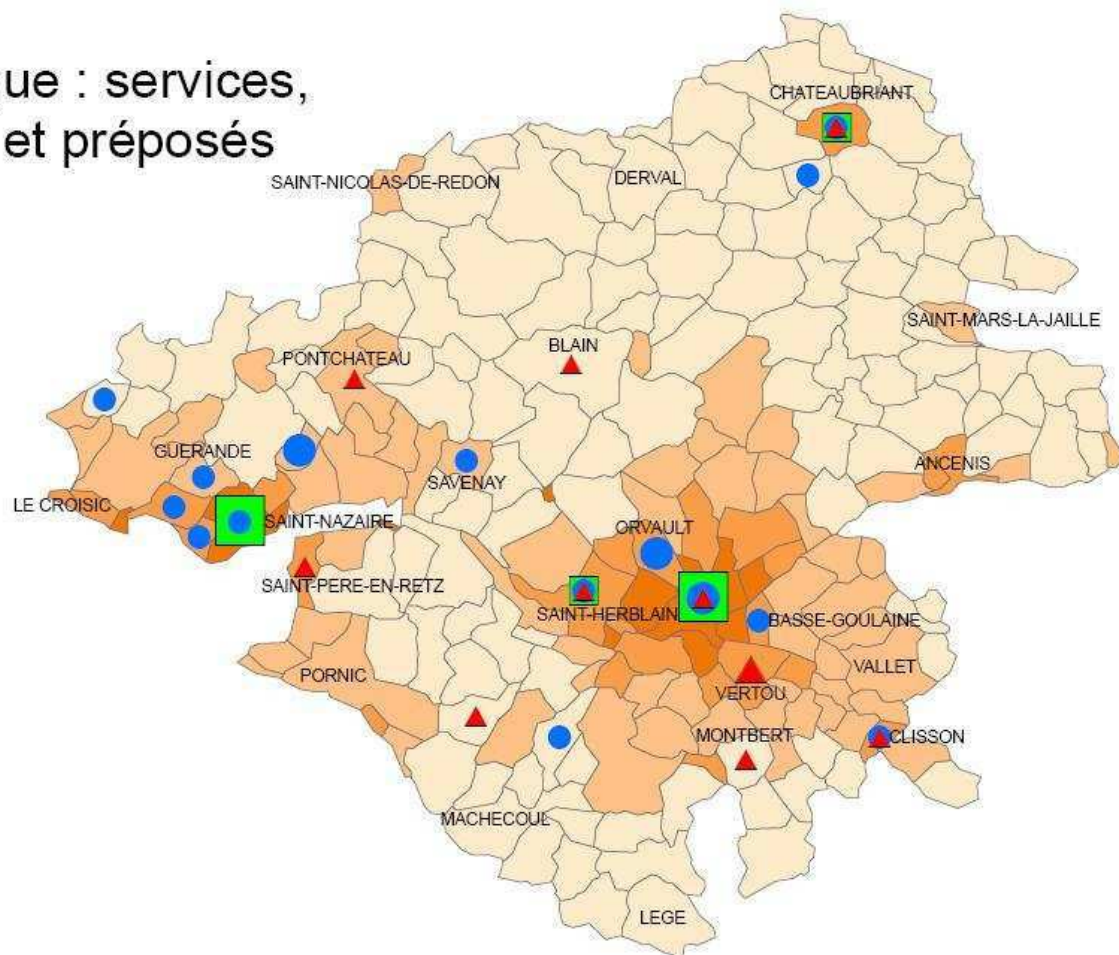 ue : services,
et préposés
CHATEAUBRIANT
SAINT-NICOLAS-DE-REDON
DERVAL
SAINT-MARS-LA-JAILLE
BLAIN
PONTCHATEAU
GUERANDE
SAVENAY
ANCENIS
LE CROISIC
SAINT-NAZAIRE
ORVAULT
SAINT-PERE-EN-RETZ
SAINT-HERBLAIN
BASSE-GOULAINE
PORNIC
VALLET
VERTOU
MONTBERT
CLISSON
MACHECOUL
LEGE